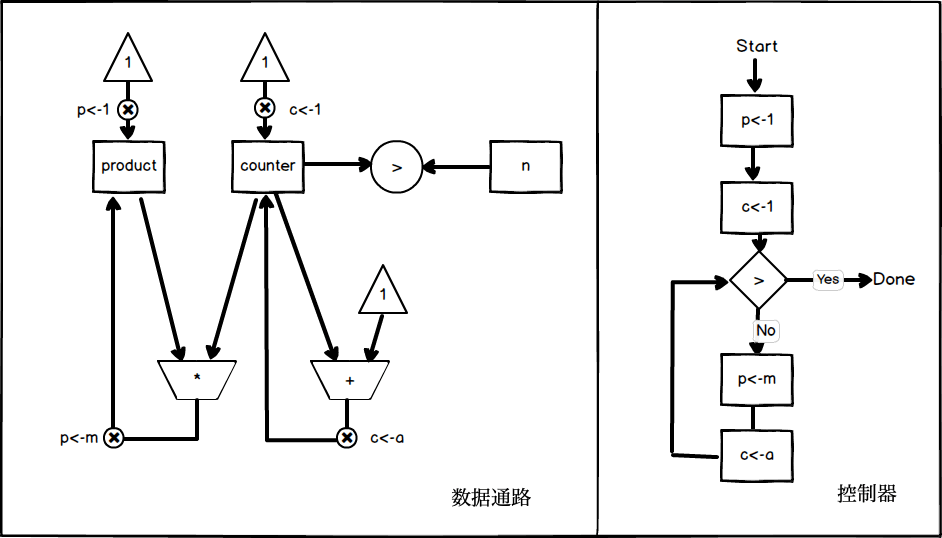 1
1
p<-1
c<-1
product
counter
>
n
1
*
+
p<-m
c<-a
数据通路
Start
p<-1
c<-1
>
Yes
Done
No
p<-m
c<-a
控制器